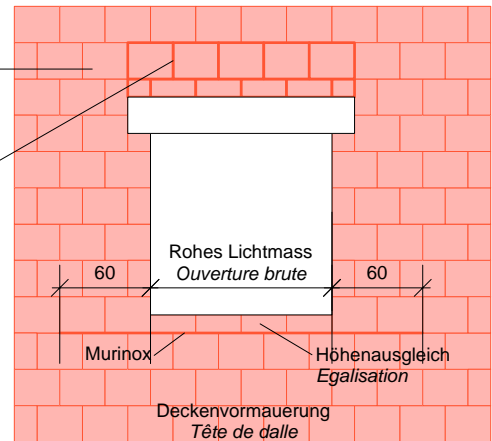 Rohes Lichtmass
Ouverture brute
60
60
Murinox
Höhenausgleich
Egalisation
Deckenvormauerung
Tête de dalle